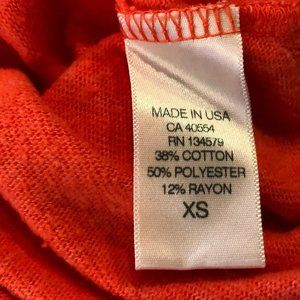 MADE IN USA
CA 40554
RN 134579
38% COTTON
50% POLYESTER
12% RAYON
XS